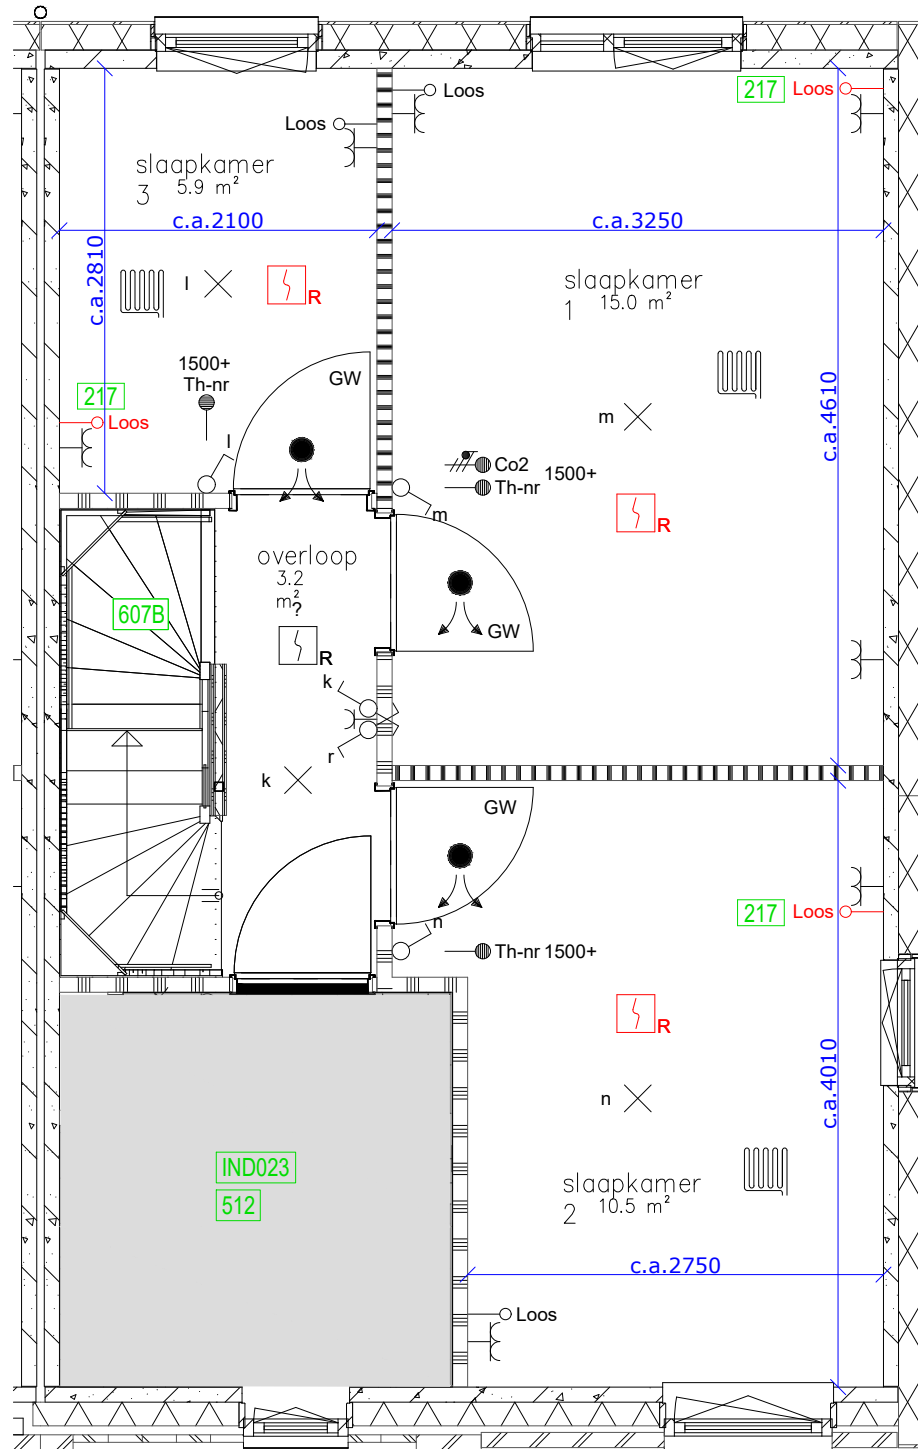 Loos
217 Loos
Loos
slaapkamer
3 5.9 m²
c.a.2100
c.a.3250
c.a.2810
slaapkamer
1 15.0 m²
l
R
1500+
Th-nr
GW
217
Loos
m
c.a.4610
l
Co2
Th-nr 1500+
m
R
overloop
3.2
m²
?
607B
GW
R
k
r
k
GW
217 Loos
n
Th-nr 1500+
R
c.a.4010
n
IND023
512
slaapkamer
2 10.5 m²
c.a.2750
Loos